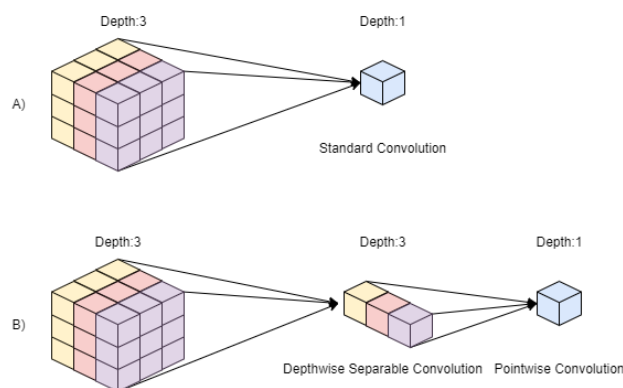 Depth:3
Depth:1
A)
Standard Convolution
Depth:3
Depth:3
Depth:1
B)
Depthwise Separable Convolution
Pointwise Convolution